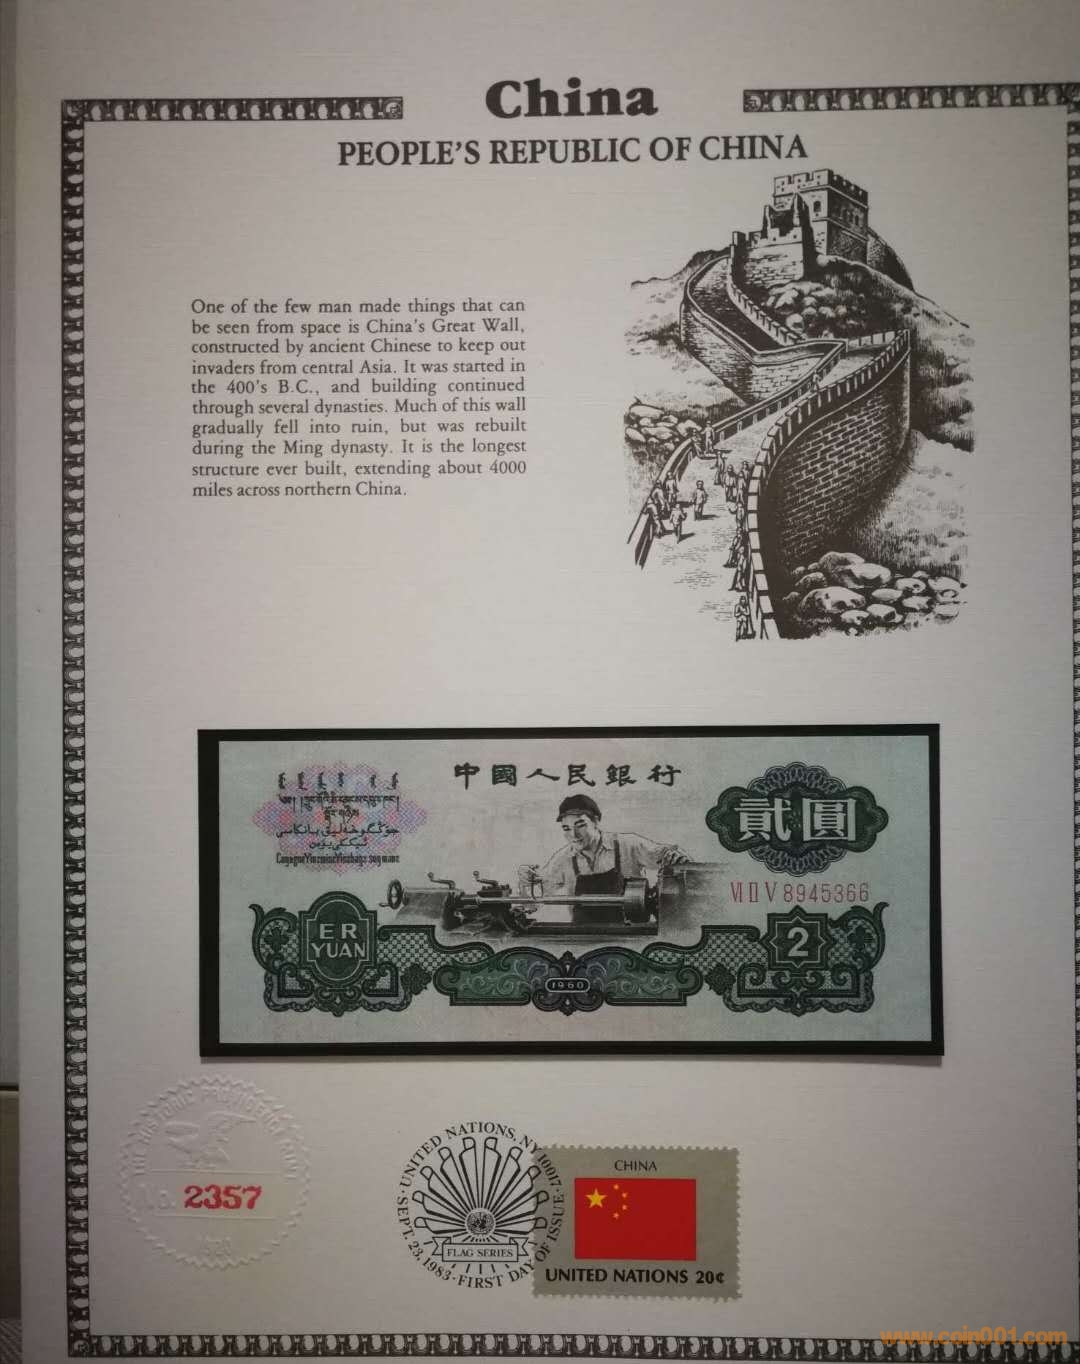 China
PEOPLE'S REPUBLIC OF CHINA
One of the few man made things that can
be seen from space is China's Great Wall,
constructed by ancient Chinese to keep out
invaders from central Asia. It was started in
the 400's B.C., and building continued
through several dynasties. Much of this wall
gradually fell into ruin, but was rebuilt
during the Ming dynasty. It is the longest
structure ever built, extending about 4000
miles across northern China.
中國人民銀行
貳圓
VI II V 8945366
ER
YUAN
2
1960
THE HISTORIC PROVIDENCE MINT
No. 2357
UNITED NATIONS, NY 10017
SEPT. 23, 1983 · FIRST DAY OF ISSUE
FLAG SERIES
CHINA
UNITED NATIONS 20¢
www.coin001.com